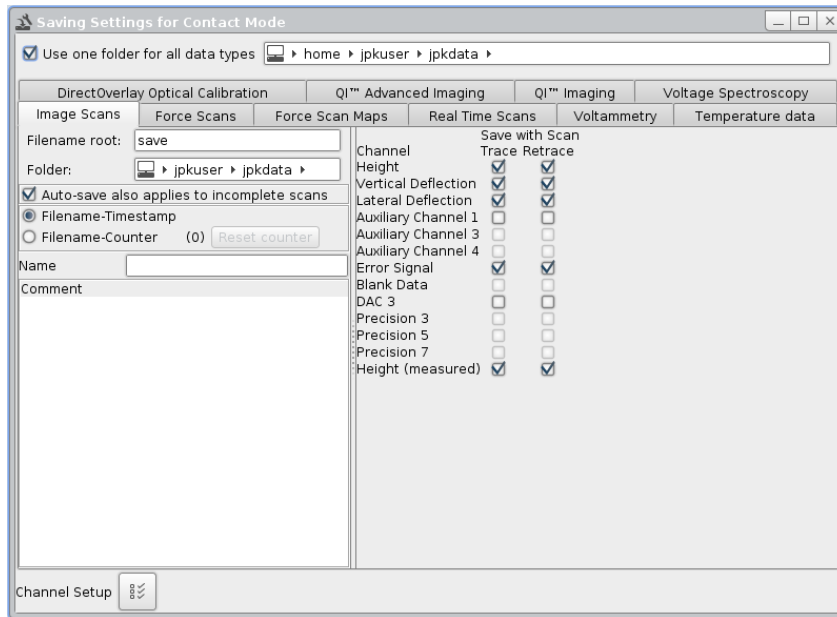 Saving Settings for Contact Mode
Use one folder for all data types home jpkuser jpkdata
DirectOverlay Optical Calibration QI™ Advanced Imaging QI™ Imaging Voltage Spectroscopy
Image Scans Force Scans Force Scan Maps Real Time Scans Voltammetry Temperature data
Filename root: save
Folder: jpkuser jpkdata
Auto-save also applies to incomplete scans
Filename-Timestamp
Filename-Counter (0) Reset counter
Name
Comment
Save with Scan
Channel Trace Retrace
Height
Vertical Deflection
Lateral Deflection
Auxiliary Channel 1
Auxiliary Channel 3
Auxiliary Channel 4
Error Signal
Blank Data
DAC 3
Precision 3
Precision 5
Precision 7
Height (measured)
Channel Setup